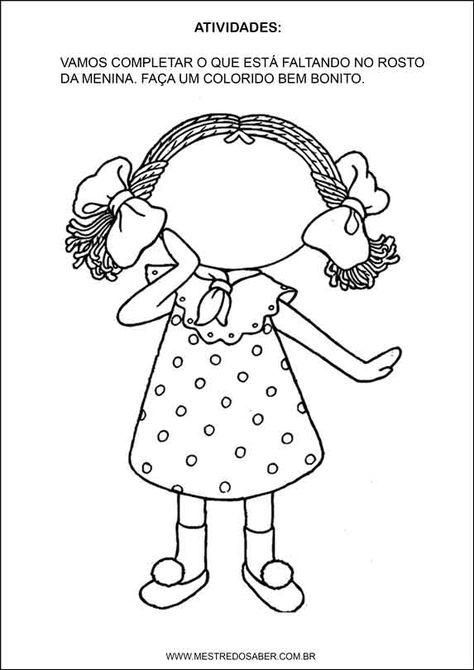 ATIVIDADES:
VAMOS COMPLETAR O QUE ESTÁ FALTANDO NO ROSTO
DA MENINA. FAÇA UM COLORIDO BEM BONITO.
WWW.MESTREDOSABER.COM.BR